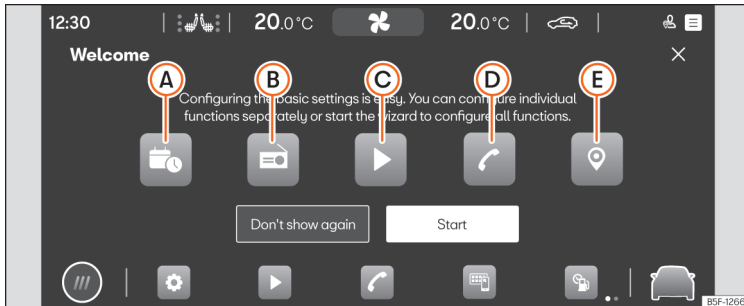 12:30
20.0°C
20.0°C
Welcome
A
B
C
D
E
Configuring the basic settings is easy. You can configure individual
functions separately or start the wizard to configure all functions.
Don't show again
Start
B5F-1266